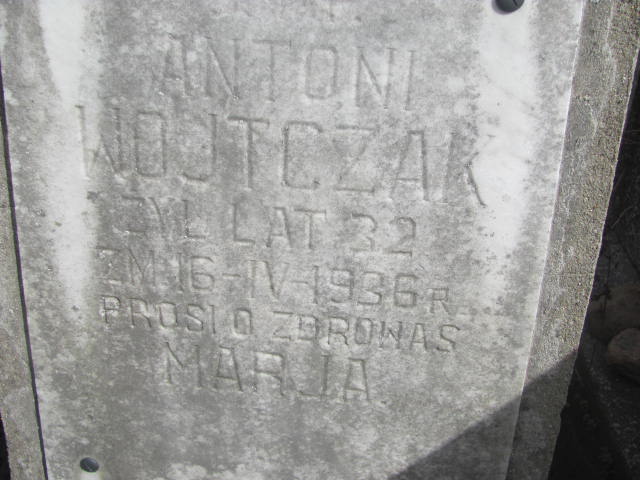 ANTONI
WOJTCZAK
ŻYŁ LAT 32
ZM. 16-IV-1936 R.
PROSI O ZDROWAŚ
MARJA